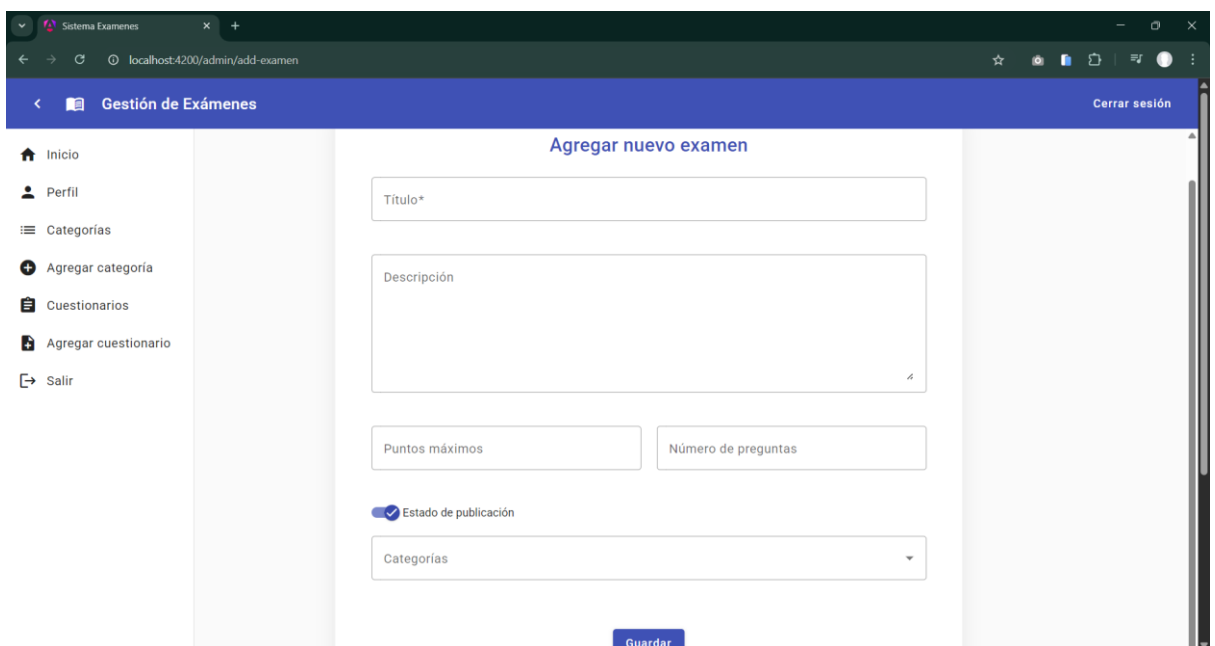 Sistema Examenes
localhost:4200/admin/add-examen
Gestión de Exámenes
Cerrar sesión
Inicio
Perfil
Categorías
Agregar categoría
Cuestionarios
Agregar cuestionario
Salir
Agregar nuevo examen
Título*
Descripción
Puntos máximos
Número de preguntas
Estado de publicación
Categorías
Guardar